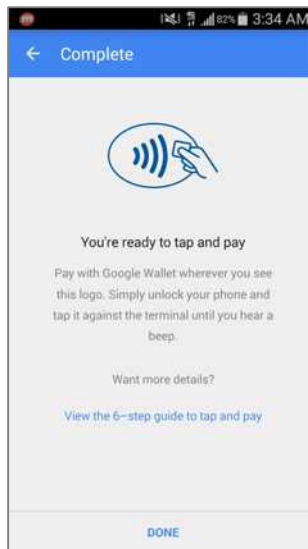 82% 3:34 AM
Complete
You're ready to tap and pay
Pay with Google Wallet wherever you see
this logo. Simply unlock your phone and
tap it against the terminal until you hear a
beep.
Want more details?
View the 6-step guide to tap and pay
DONE